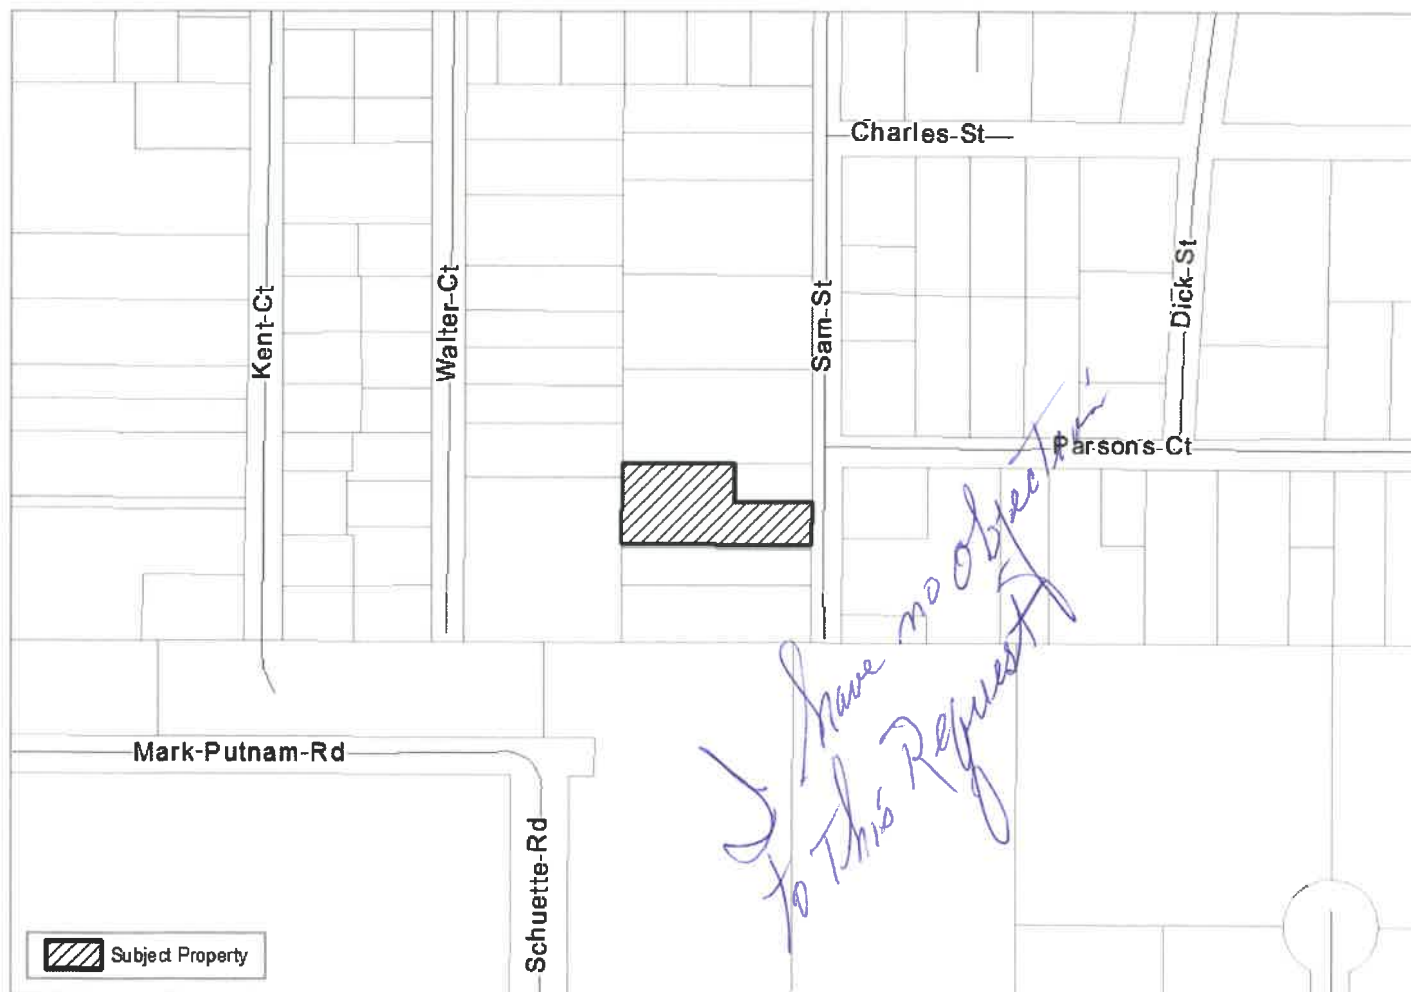 Charles-St
Kent-Ct
Walter-Ct
Sam-St
Dick-St
Parsons-Ct
I have no objection
to This Request
Mark-Putnam-Rd
Schuette-Rd
Subject Property